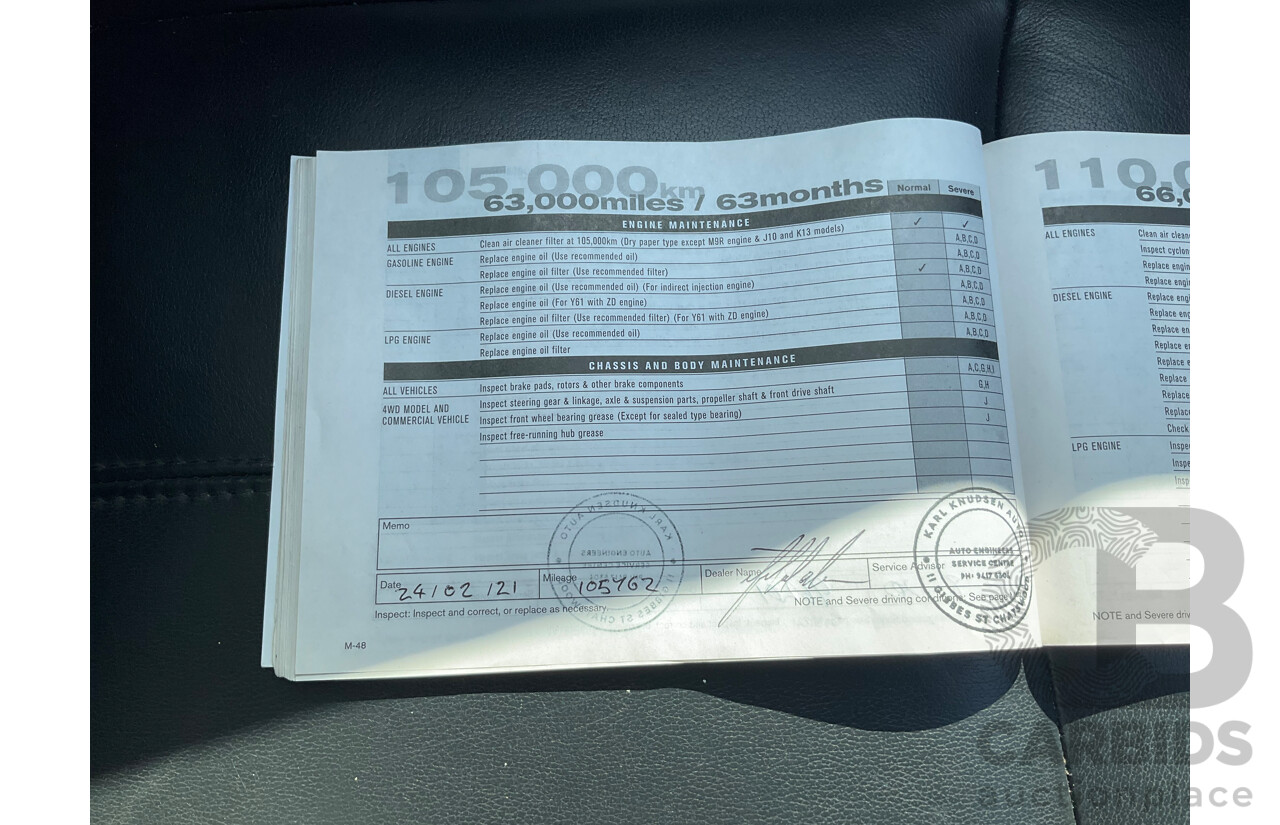 105,000km
63,000miles / 63months
Normal Severe
ENGINE MAINTENANCE
ALL ENGINES Clean air cleaner filter at 105,000km (Dry paper type except M9R engine & J10 and K13 models) ✓ ✓
GASOLINE ENGINE Replace engine oil (Use recommended oil) A,B,C,D
Replace engine oil filter (Use recommended filter) A,B,C,D
DIESEL ENGINE Replace engine oil (Use recommended oil) (For indirect injection engine) ✓ A,B,C,D
Replace engine oil (For Y61 with ZD engine) A,B,C,D
Replace engine oil filter (Use recommended filter) (For Y61 with ZD engine) A,B,C,D
LPG ENGINE Replace engine oil (Use recommended oil) A,B,C,D
Replace engine oil filter A,B,C,D
CHASSIS AND BODY MAINTENANCE
ALL VEHICLES Inspect brake pads, rotors & other brake components A,C,G,H,I
4WD MODEL AND Inspect steering gear & linkage, axle & suspension parts, propeller shaft & front drive shaft G,H
COMMERCIAL VEHICLE Inspect front wheel bearing grease (Except for sealed type bearing) J
Inspect free-running hub grease J
Memo
Date 24/02/21 Mileage 105762 Dealer Name Service Advisor
KARL KNUDSEN AUTO
AUTO ENGINEERS
SERVICE CENTRE
Inspect: Inspect and correct, or replace as necessary.
NOTE and Severe driving conditions: See page
M-48
110,0
66,0
ALL ENGINES Clean air clean
Inspect cyclon
Replace engin
Replace engi
DIESEL ENGINE Replace engi
Replace eng
Replace en
Replace e
Replace e
Replace
Replace
Replac
Check
LPG ENGINE Inspe
Inspe
Insp
NOTE and Severe driv
CARBIDS
auctionplace